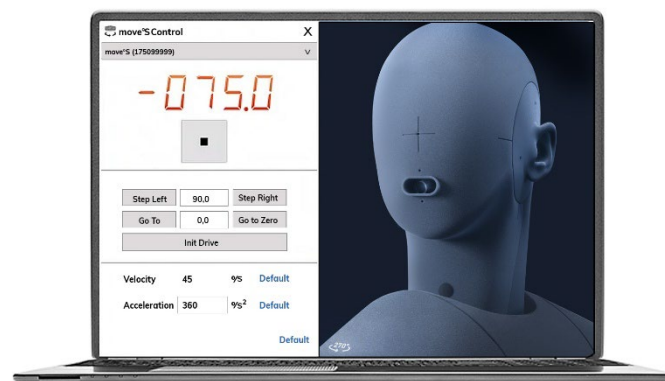 move°S Control X
move°S (175099999) v
-075.0
Step Left 90,0 Step Right
Go To 0,0 Go to Zero
Init Drive
Velocity 45 °/S Default
Acceleration 360 °/s² Default
Default
270°